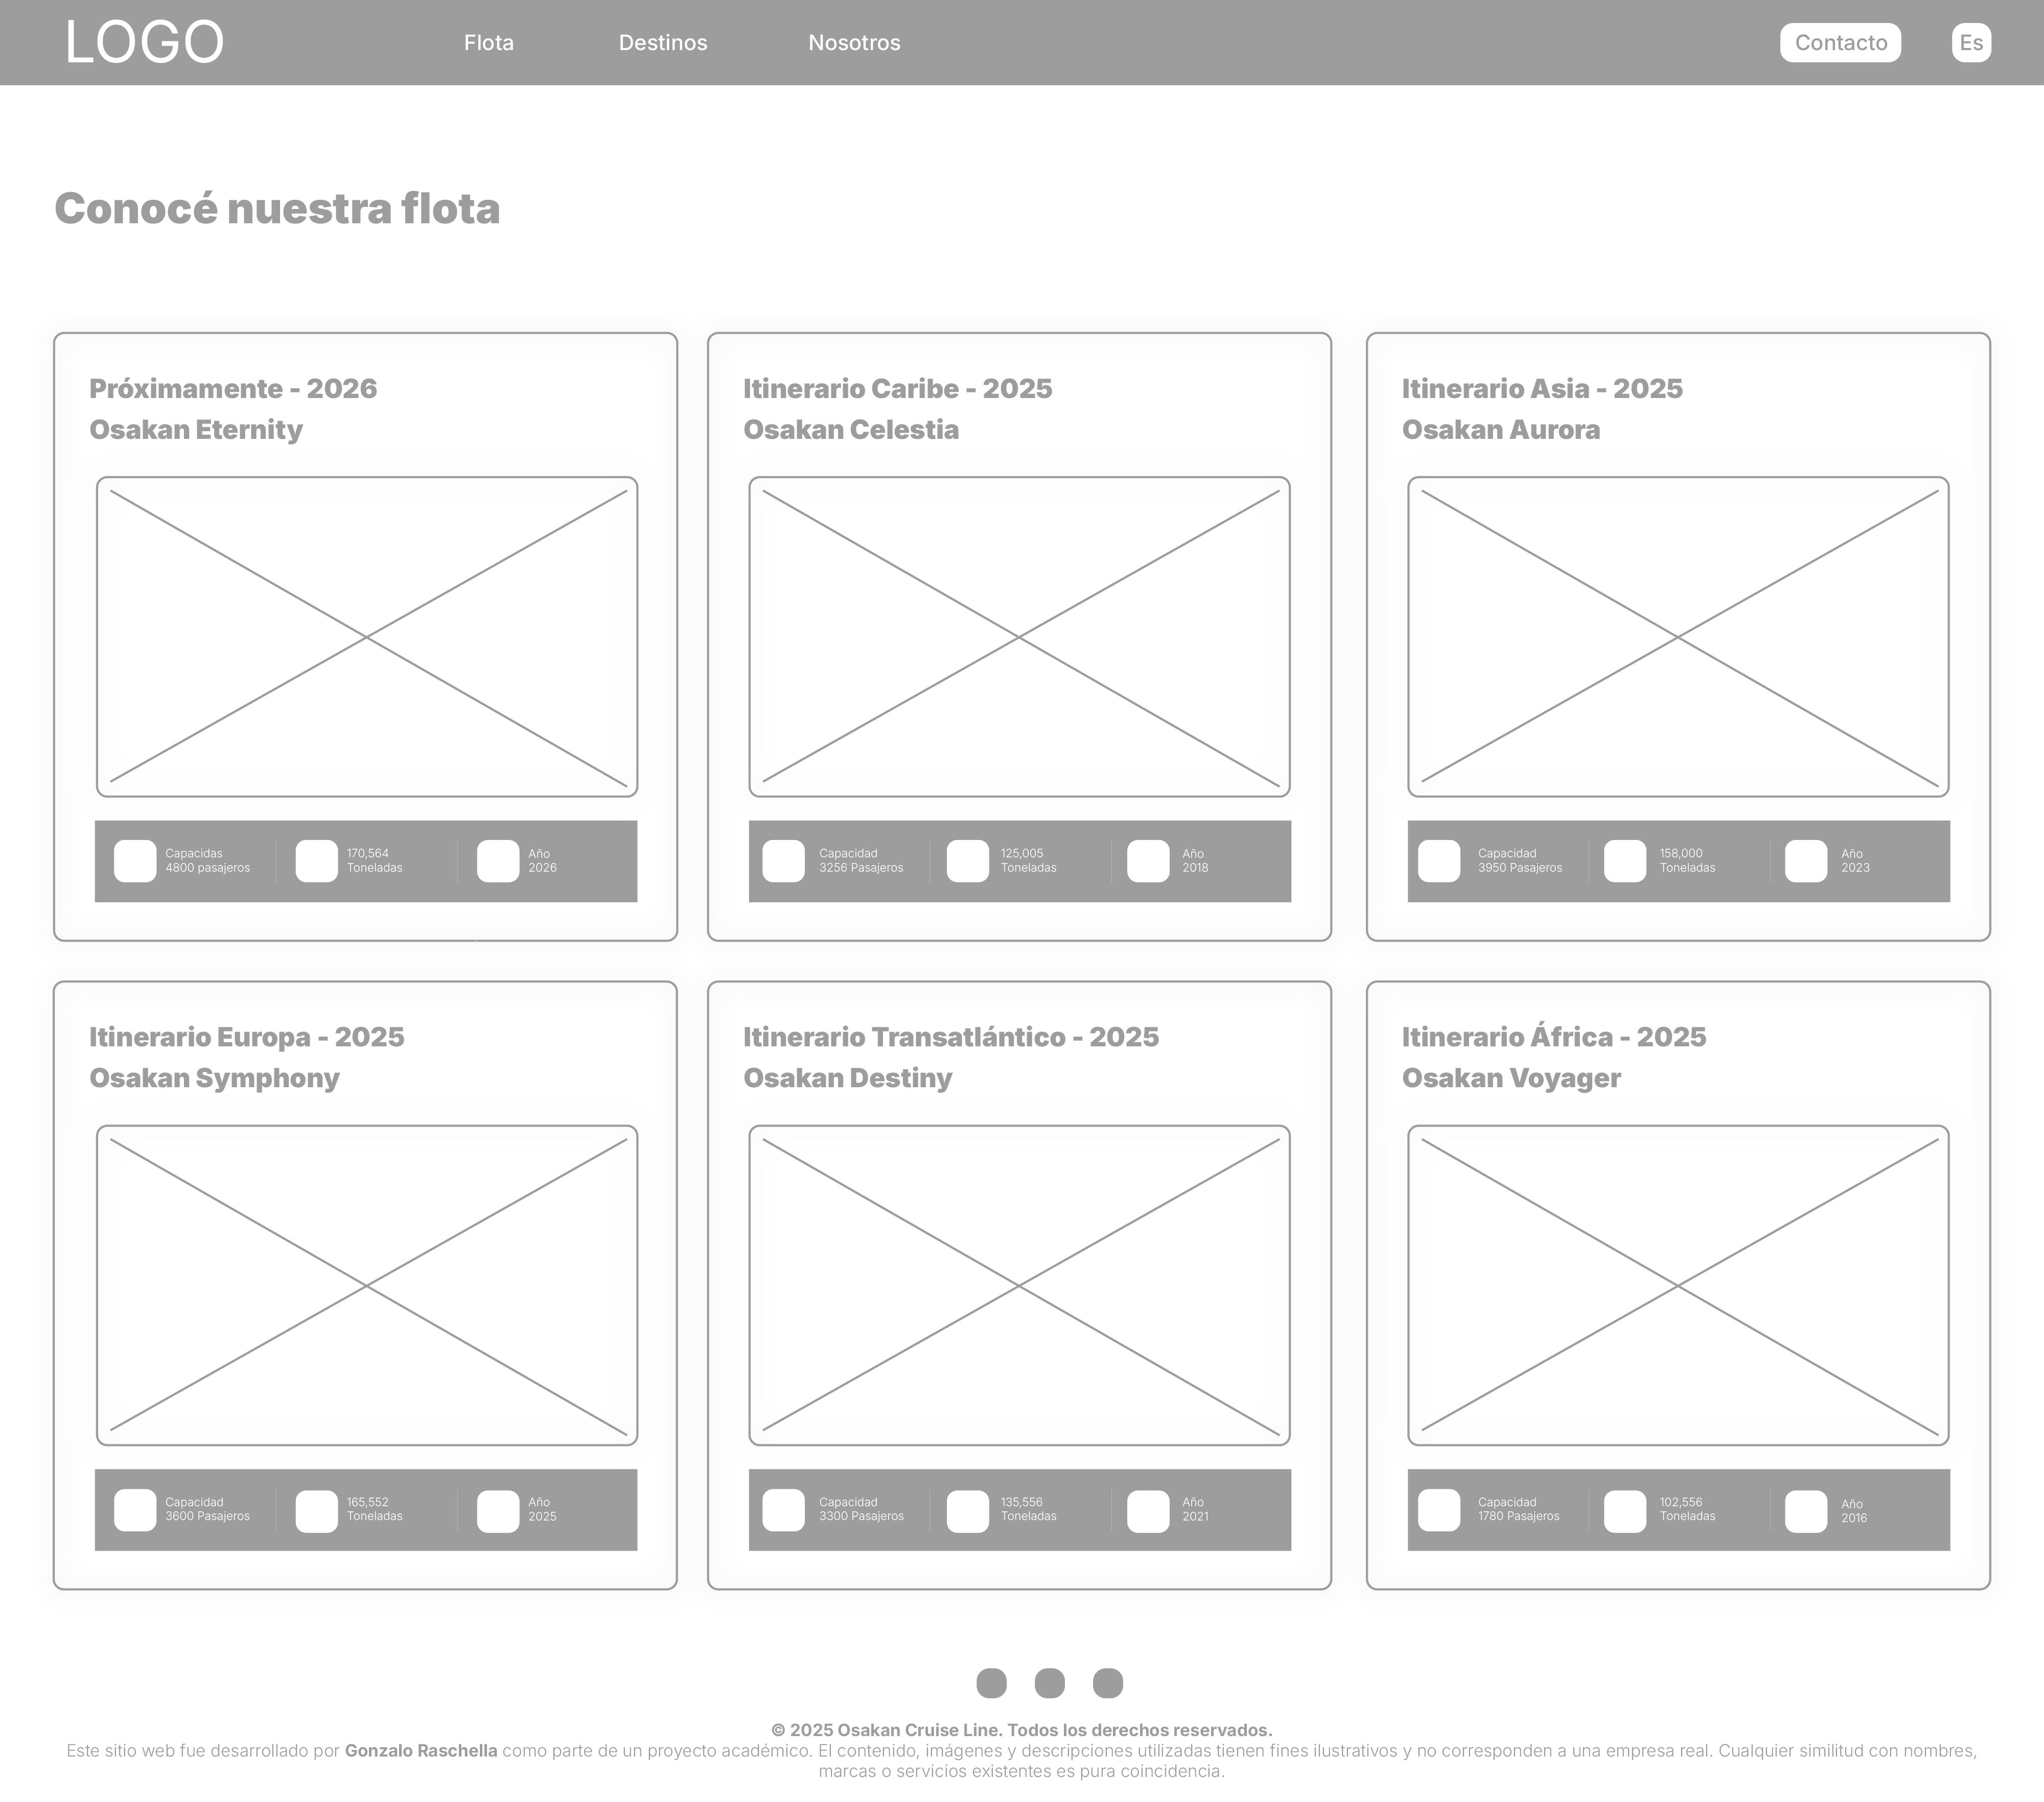 LOGO
Flota
Destinos
Nosotros
Contacto
Es
Conocé nuestra flota
Próximamente - 2026
Osakan Eternity
Capacidas
4800 pasajeros
170,564
Toneladas
Año
2026
Itinerario Caribe - 2025
Osakan Celestia
Capacidad
3256 Pasajeros
125,005
Toneladas
Año
2018
Itinerario Asia - 2025
Osakan Aurora
Capacidad
3950 Pasajeros
158,000
Toneladas
Año
2023
Itinerario Europa - 2025
Osakan Symphony
Capacidad
3600 Pasajeros
165,552
Toneladas
Año
2025
Itinerario Transatlántico - 2025
Osakan Destiny
Capacidad
3300 Pasajeros
135,556
Toneladas
Año
2021
Itinerario África - 2025
Osakan Voyager
Capacidad
1780 Pasajeros
102,556
Toneladas
Año
2016
© 2025 Osakan Cruise Line. Todos los derechos reservados.
Este sitio web fue desarrollado por Gonzalo Raschella como parte de un proyecto académico. El contenido, imágenes y descripciones utilizadas tienen fines ilustrativos y no corresponden a una empresa real. Cualquier similitud con nombres,
marcas o servicios existentes es pura coincidencia.